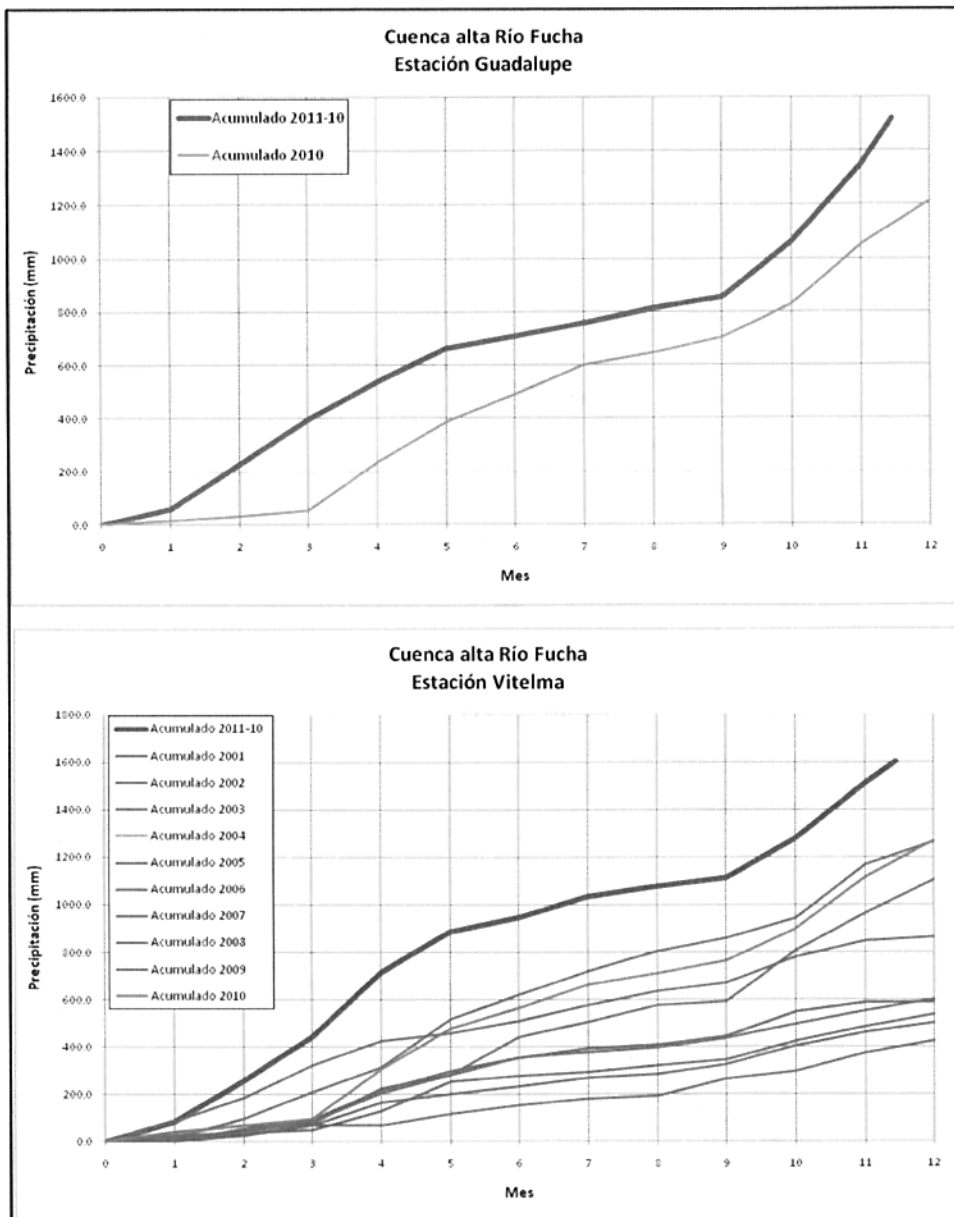 Cuenca alta Río Fucha
Estación Guadalupe
1600.0
1400.0
1200.0
1000.0
800.0
600.0
400.0
200.0
0.0
Precipitación (mm)
Acumulado 2011-10
Acumulado 2010
0 1 2 3 4 5 6 7 8 9 10 11 12
Mes
Cuenca alta Río Fucha
Estación Vitelma
1800.0
1600.0
1400.0
1200.0
1000.0
800.0
600.0
400.0
200.0
0.0
Precipitación (mm)
Acumulado 2011-10
Acumulado 2001
Acumulado 2002
Acumulado 2003
Acumulado 2004
Acumulado 2005
Acumulado 2006
Acumulado 2007
Acumulado 2008
Acumulado 2009
Acumulado 2010
0 1 2 3 4 5 6 7 8 9 10 11 12
Mes